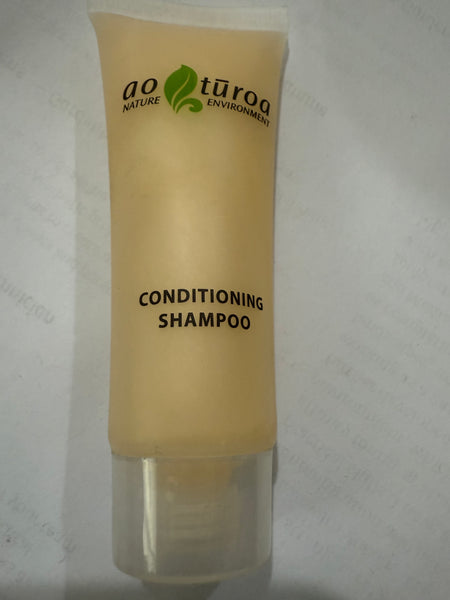 ao tūroa
NATURE ENVIRONMENT
CONDITIONING
SHAMPOO